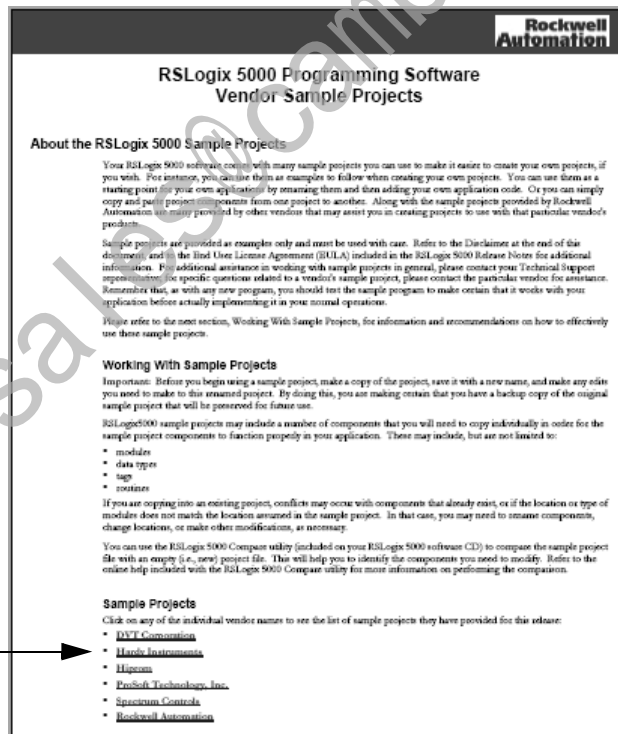 Rockwell
Automation
RSLogix 5000 Programming Software
Vendor Sample Projects
About the RSLogix 5000 Sample Projects
Your RSLogix 5000 software comes with many sample projects you can use to make it easier to create your own projects, if
you wish. For instance, you can use them as examples to follow when creating your own projects. You can use them as a
starting point for your own applications by renaming them and then adding your own application code. Or you can simply
copy and paste project components from one project to another. Along with the sample projects provided by Rockwell
Automation are many provided by other vendors that may assist you in creating projects to use with that particular vendor's
products.
Sample projects are provided as examples only and must be used with care. Refer to the Disclaimer at the end of this
document, and to the End User License Agreement (EULA) included in the RSLogix 5000 Release Notes for additional
information. For additional assistance in working with sample projects in general, please contact your Technical Support
representative; for specific questions related to a vendor's sample project, please contact the particular vendor for assistance.
Remember that, as with any new program, you should test the sample program to make certain that it works with your
application before actually implementing it in your normal operations.
Please refer to the next section, Working With Sample Projects, for information and recommendations on how to effectively
use these sample projects.
Working With Sample Projects
Important: Before you begin using a sample project, make a copy of the project, save it with a new name, and make any edits
you need to make to this renamed project. By doing this, you are making certain that you have a backup copy of the original
sample project that will be preserved for future use.
RSLogix5000 sample projects may include a number of components that you will need to copy individually in order for the
sample project components to function properly in your application. These may include, but are not limited to:
• modules
• data types
• tags
• routines
If you are copying into an existing project, conflicts may occur with components that already exist, or if the location or type of
modules does not match the location assumed in the sample project. In that case, you may need to rename components,
change locations, or make other modifications, as necessary.
You can use the RSLogix 5000 Compare utility (included on your RSLogix 5000 software CD) to compare the sample project
file with an empty (i.e., new) project file. This will help you to identify the components you need to modify. Refer to the
online help included with the RSLogix 5000 Compare utility for more information on performing the comparison.
Sample Projects
Click on any of the individual vendor names to see the list of sample projects they have provided for this release:
• DVT Corporation
• Hardy Instruments
• Hiprom
• ProSoft Technology, Inc.
• Spectrum Controls
• Rockwell Automation